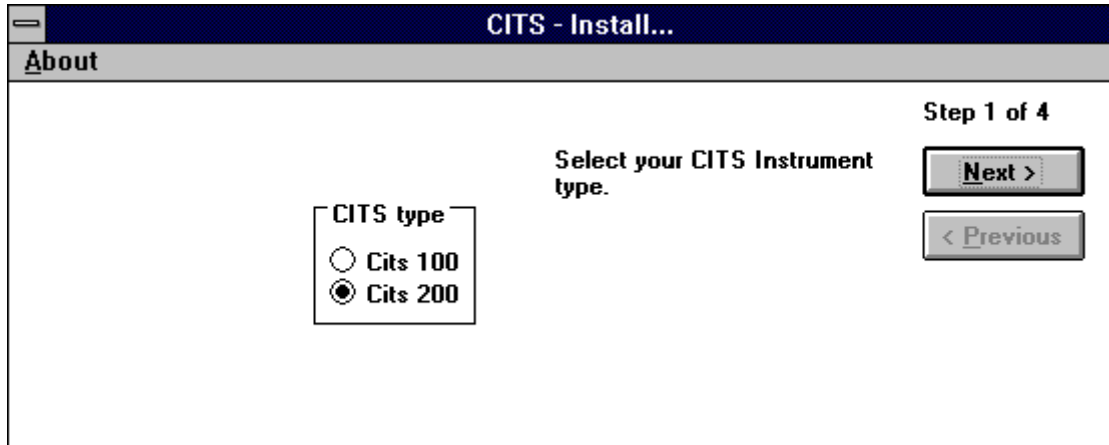 CITS - Install...
About
Step 1 of 4
Select your CITS Instrument
type.
Next >
< Previous
CITS type
Cits 100
Cits 200